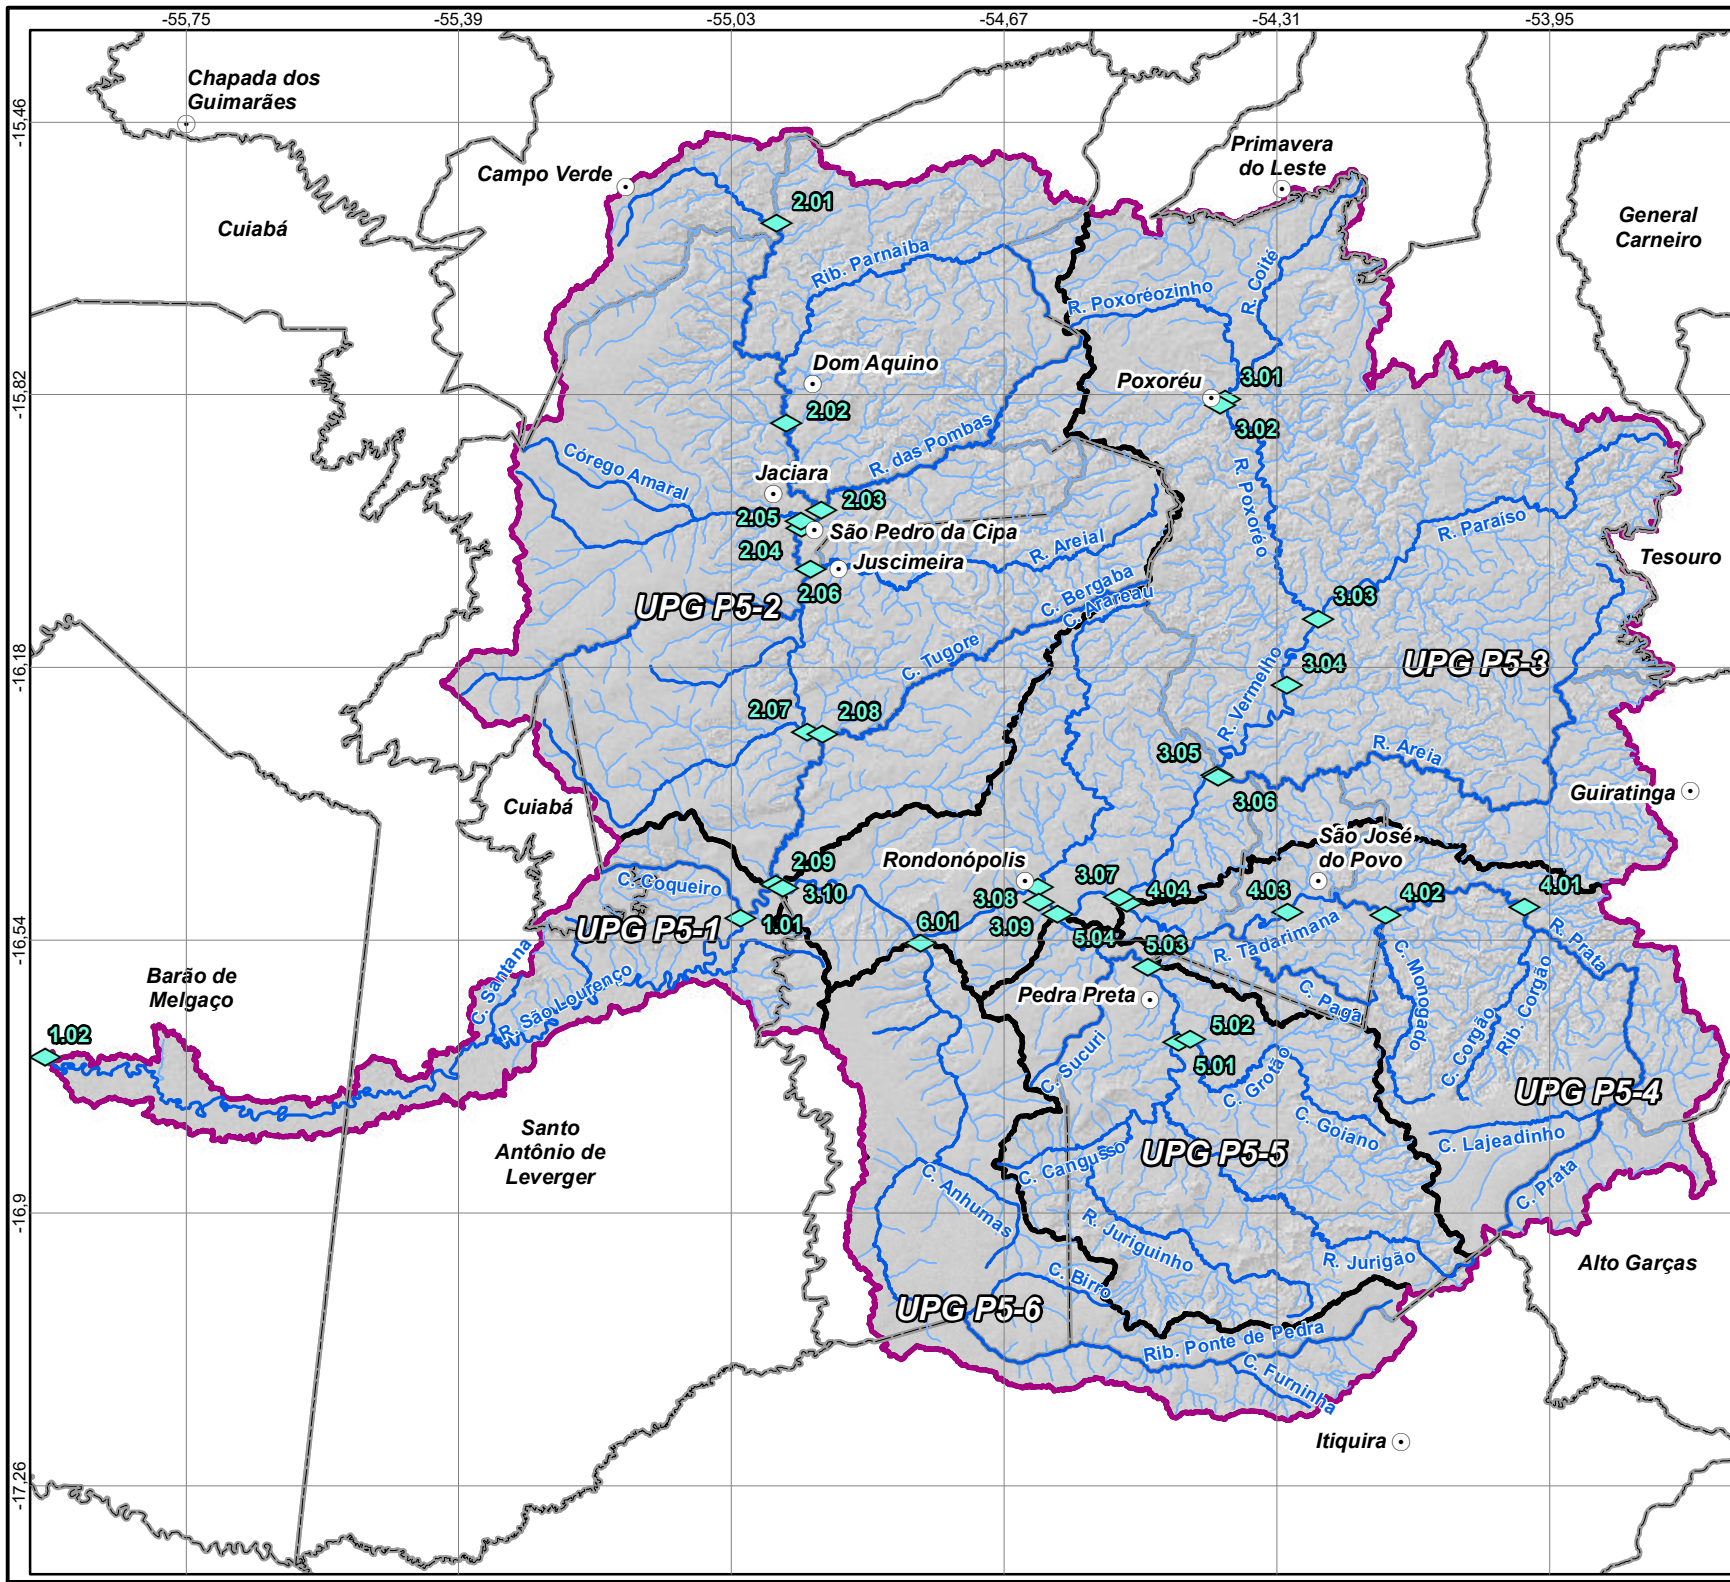 -55,75
-55,39
-55,03
-54,67
-54,31
-53,95
-15,46
-15,82
-16,18
-16,54
-16,9
-17,26
Chapada dos
Guimarães
Campo Verde
Cuiabá
Primavera
do Leste
General
Carneiro
2.01
Rib. Parnaiba
R. Coité
R. Poxoréozinho
Dom Aquino
Poxoréu
3.01
3.02
2.02
R. das Pombas
Córego Amaral
Jaciara
2.03
2.05
São Pedro da Cipa
2.04
R. Areial
Juscimeira
2.06
R. Poxoréo
R. Paraíso
Tesouro
C. Bergaba
C. Arareau
UPG P5-2
3.03
C. Tugore
3.04
UPG P5-3
R. Vermelho
2.07
2.08
3.05
R. Areia
3.06
Guiratinga
Cuiabá
São José
do Povo
2.09
Rondonópolis
C. Coqueiro
3.10
3.07
3.08
4.04
4.03
4.02
4.01
1.01
6.01
3.09
UPG P5-1
5.04
5.03
R. Tadarimana
R. Prata
C. Santana
R. São Lourenço
Barão de
Melgaço
Pedra Preta
C. Paga
C. Monogado
C. Corgão
Rib. Corgão
1.02
5.02
5.01
C. Sucuri
C. Grotão
UPG P5-4
Santo
Antônio de
Leverger
C. Goiano
C. Lajeadinho
C. Cangusso
UPG P5-5
C. Prata
C. Anhumas
R. Juriguinho
R. Jurigão
Alto Garças
C. Birro
UPG P5-6
Rib. Ponte de Pedra
C. Furninha
Itiquira